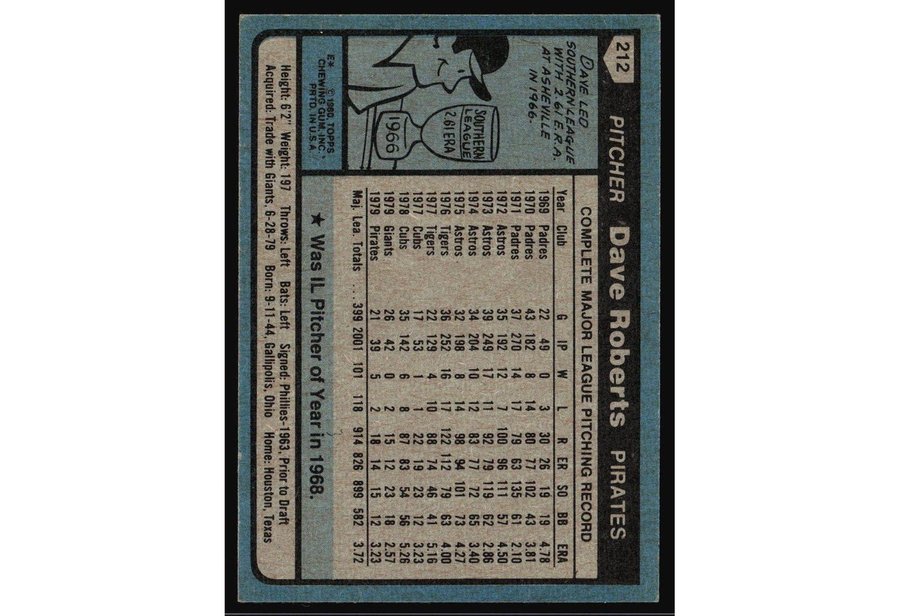 212 PITCHER Dave Roberts PIRATES
DAVE LED
SOUTHERN LEAGUE
WITH 2.61 E.R.A.
AT ASHEVILLE
IN 1966.
SOUTHERN
LEAGUE
2.61 ERA
1966
E* © 1980 TOPPS
CHEWING GUM, INC.
PRTD. IN U.S.A.
COMPLETE MAJOR LEAGUE PITCHING RECORD
Year Club G IP W L R ER SO BB ERA
1969 Padres 22 49 0 3 30 26 19 19 4.78
1970 Padres 43 182 8 14 80 77 102 43 3.81
1971 Padres 37 270 14 17 79 63 135 61 2.10
1972 Astros 35 192 12 7 100 96 111 57 4.50
1973 Astros 39 249 17 11 92 79 119 62 2.86
1974 Astros 34 204 10 12 83 77 72 65 3.40
1975 Astros 32 198 8 14 98 94 101 73 4.27
1976 Tigers 36 252 16 17 122 112 79 63 4.00
1977 Tigers 22 129 4 10 88 74 46 41 5.16
1977 Cubs 17 53 1 1 22 19 23 12 3.23
1978 Cubs 35 142 6 8 87 83 54 56 5.26
1979 Giants 26 42 0 2 15 12 23 18 2.57
1979 Pirates 21 39 5 2 18 14 15 12 3.23
Maj. Lea. Totals ... 399 2001 101 118 914 826 899 582 3.72
★ Was IL Pitcher of Year in 1968.
Height: 6'2" Weight: 197 Throws: Left Bats: Left Signed: Phillies-1963, Prior to Draft
Acquired: Trade with Giants, 6-28-79 Born: 9-11-44, Gallipolis, Ohio Home: Houston, Texas